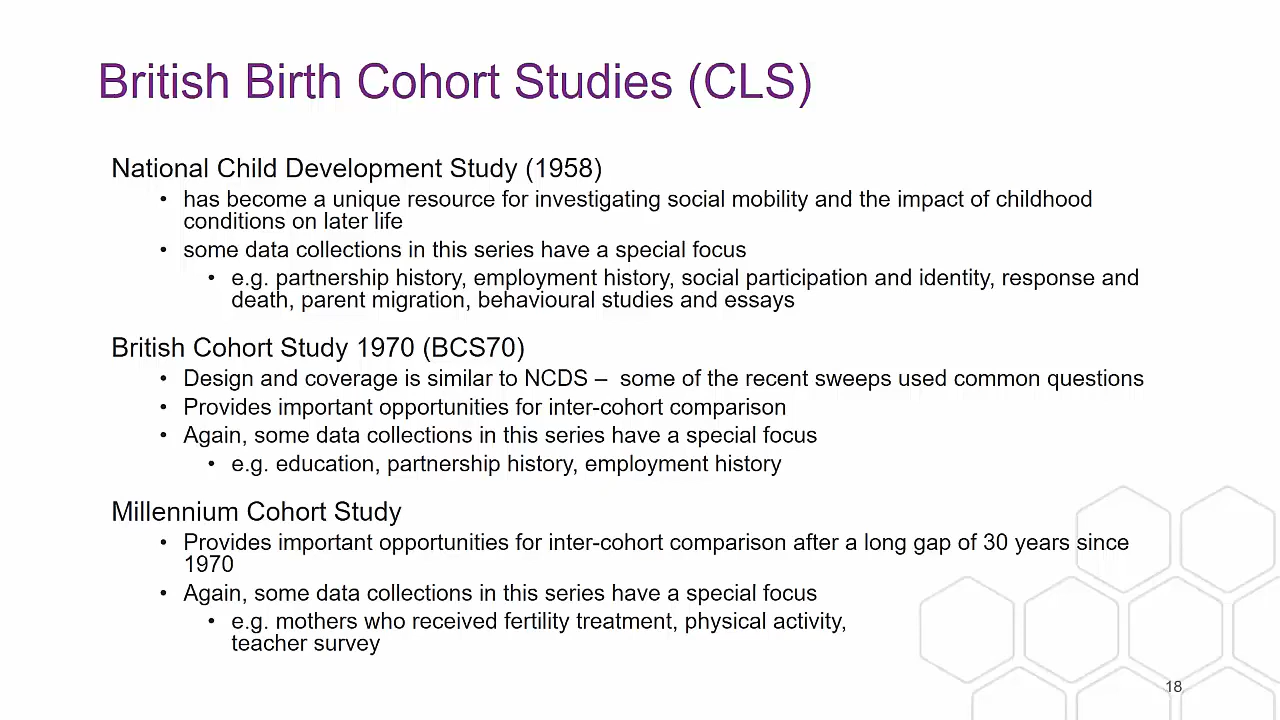 British Birth Cohort Studies (CLS)
National Child Development Study (1958)
• has become a unique resource for investigating social mobility and the impact of childhood
conditions on later life
• some data collections in this series have a special focus
• e.g. partnership history, employment history, social participation and identity, response and
death, parent migration, behavioural studies and essays
British Cohort Study 1970 (BCS70)
• Design and coverage is similar to NCDS – some of the recent sweeps used common questions
• Provides important opportunities for inter-cohort comparison
• Again, some data collections in this series have a special focus
• e.g. education, partnership history, employment history
Millennium Cohort Study
• Provides important opportunities for inter-cohort comparison after a long gap of 30 years since
1970
• Again, some data collections in this series have a special focus
• e.g. mothers who received fertility treatment, physical activity,
teacher survey
18